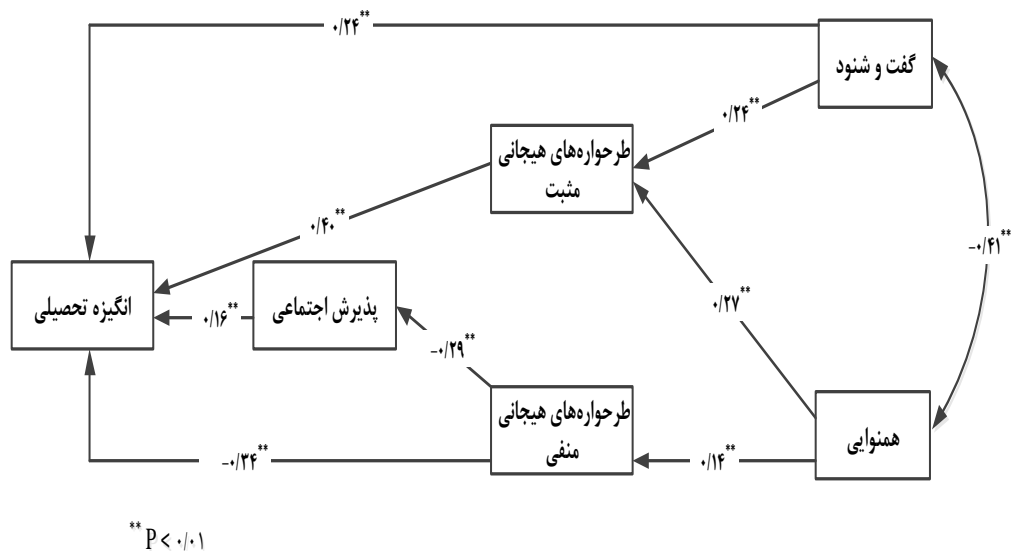 ۰/۲۴**
گفت و شنود
۰/۲۴**
طرحواره‌های هیجانی
مثبت
۰/۴۰**
-۰/۴۱**
انگیزه تحصیلی
۰/۱۶**
پذیرش اجتماعی
۰/۲۷**
-۰/۲۹**
طرحواره‌های هیجانی
منفی
همنوایی
-۰/۳۴**
۰/۱۴**
** P < ۰/۰۱